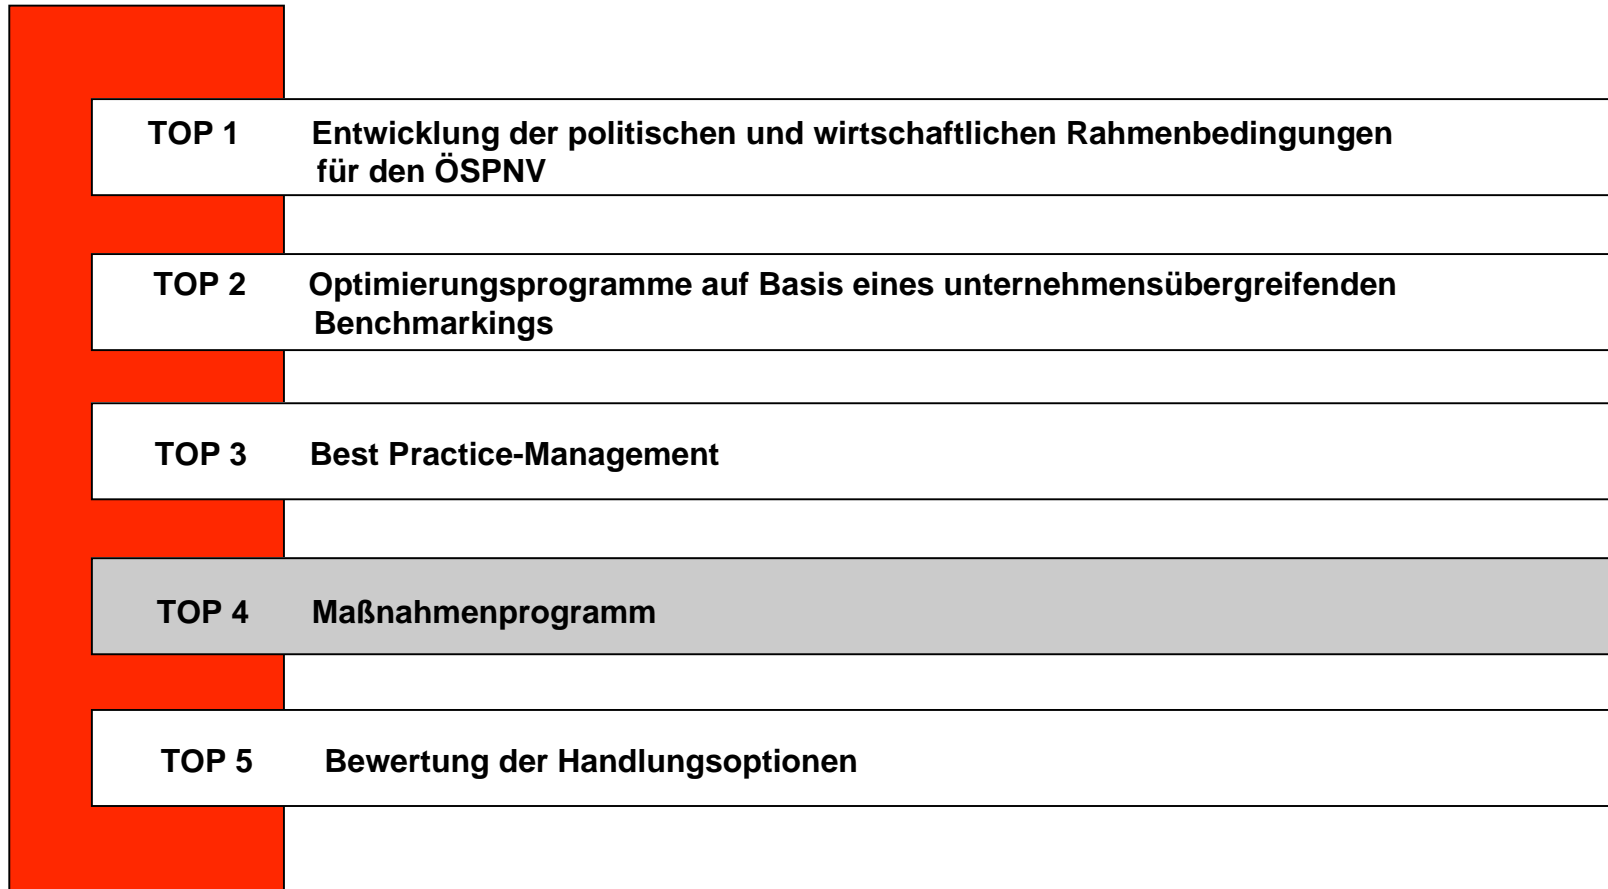 TOP 1 Entwicklung der politischen und wirtschaftlichen Rahmenbedingungen
für den ÖSPNV
TOP 2 Optimierungsprogramme auf Basis eines unternehmensübergreifenden
Benchmarkings
TOP 3 Best Practice-Management
TOP 4 Maßnahmenprogramm
TOP 5 Bewertung der Handlungsoptionen